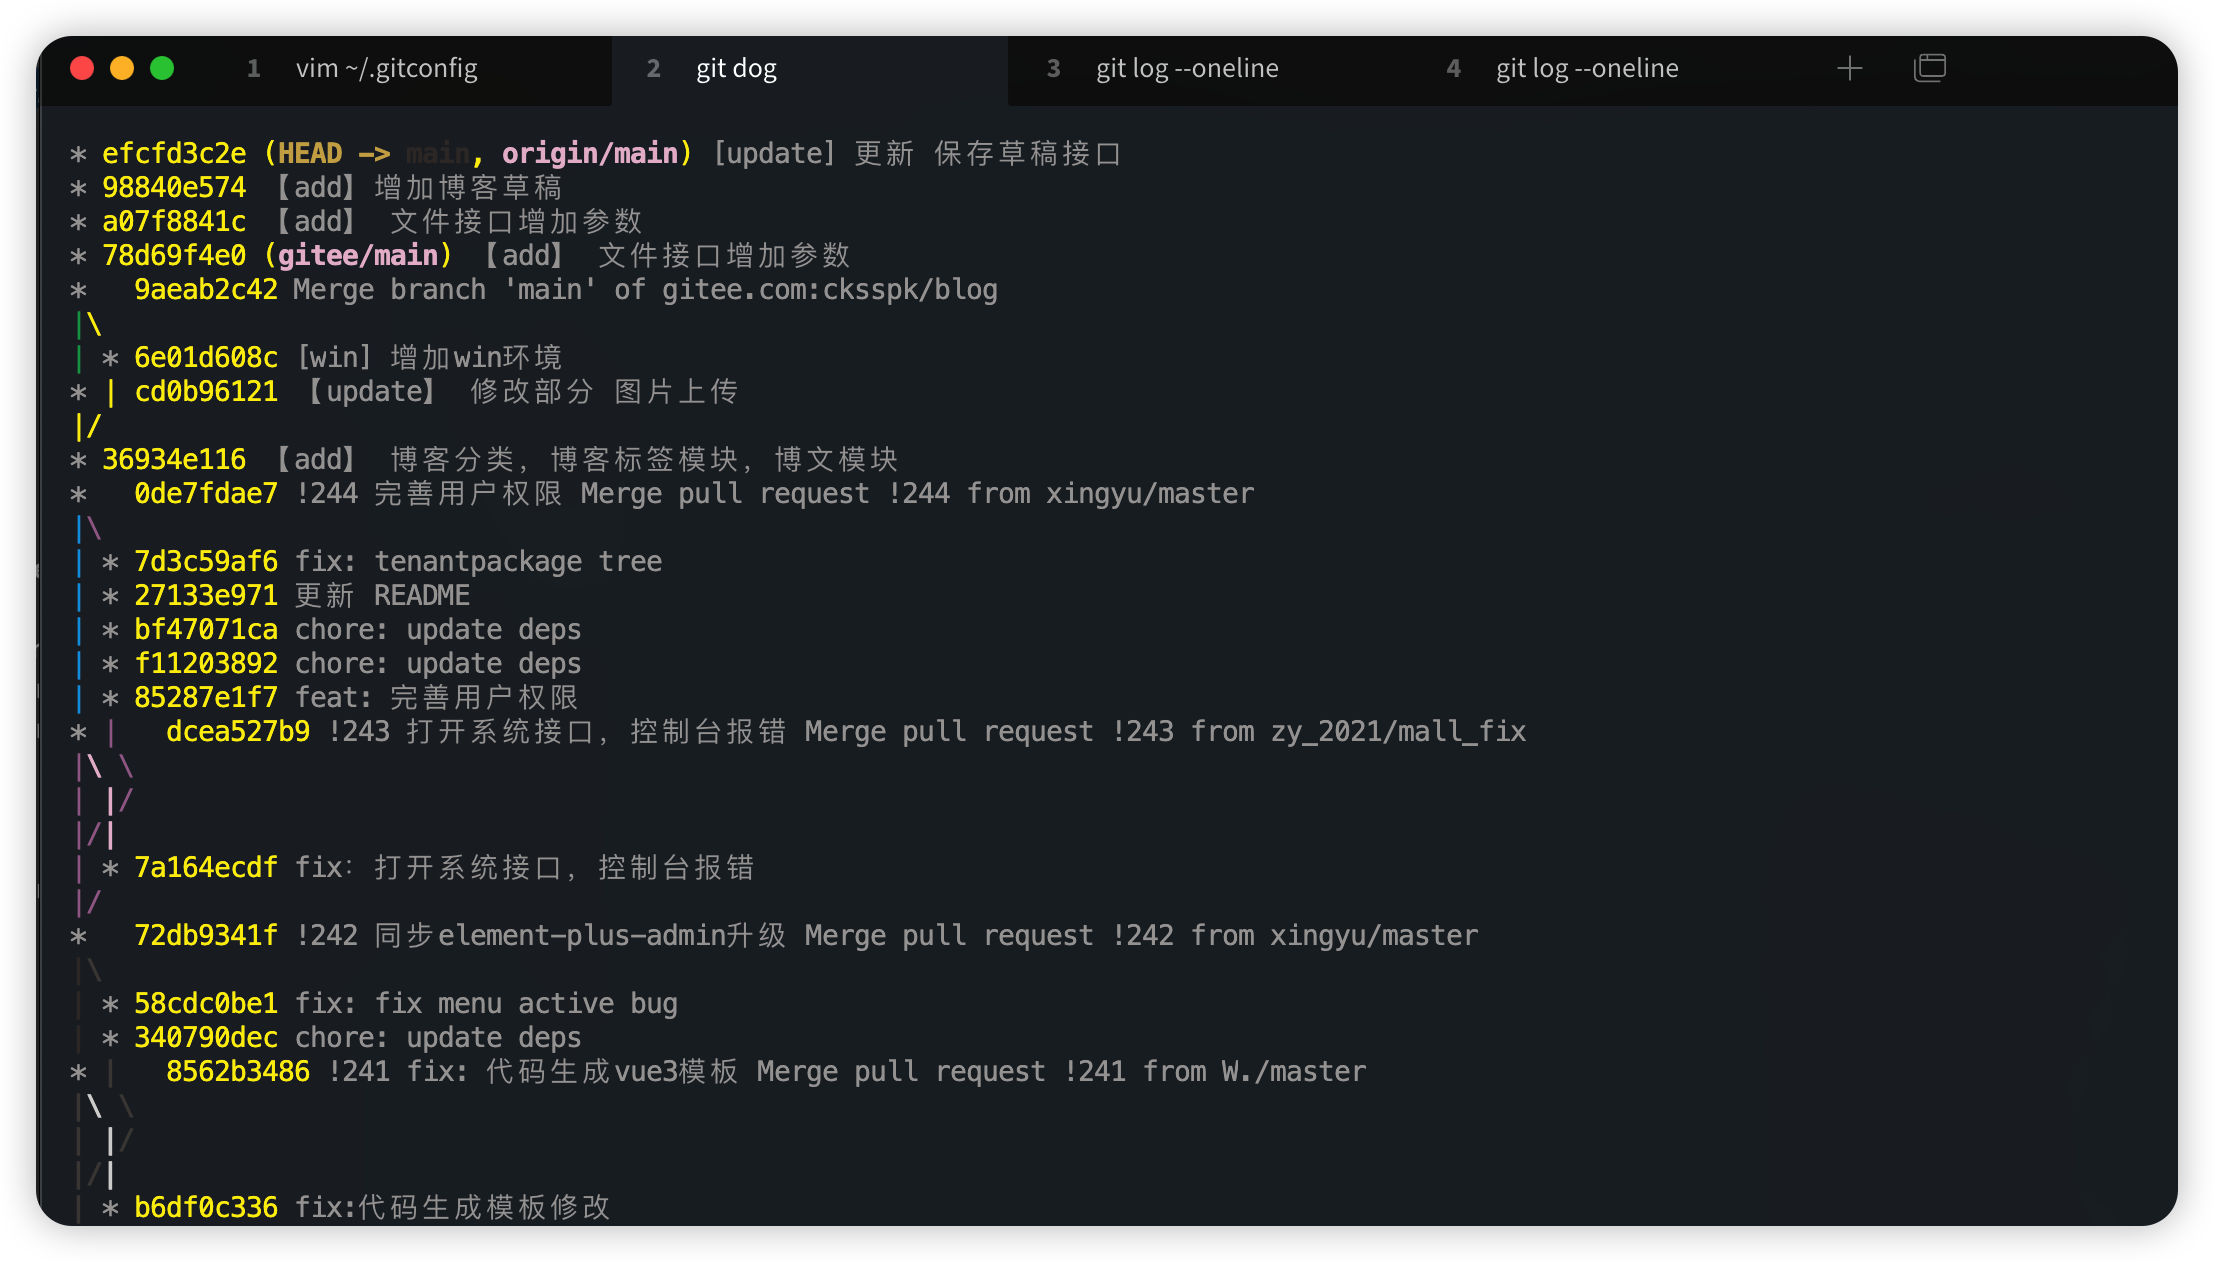 1 vim ~/.gitconfig 2 git dog 3 git log --oneline 4 git log --oneline
* efcfd3c2e (HEAD -> main, origin/main) [update] 更新 保存草稿接口
* 98840e574 【add】增加博客草稿
* a07f8841c 【add】 文件接口增加参数
* 78d69f4e0 (gitee/main) 【add】 文件接口增加参数
*   9aeab2c42 Merge branch 'main' of gitee.com:cksspk/blog
|\
| * 6e01d608c [win] 增加win环境
* | cd0b96121 【update】 修改部分 图片上传
|/
* 36934e116 【add】 博客分类，博客标签模块，博文模块
*   0de7fdae7 !244 完善用户权限 Merge pull request !244 from xingyu/master
|\
| * 7d3c59af6 fix: tenantpackage tree
| * 27133e971 更新 README
| * bf47071ca chore: update deps
| * f11203892 chore: update deps
| * 85287e1f7 feat: 完善用户权限
* |   dcea527b9 !243 打开系统接口，控制台报错 Merge pull request !243 from zy_2021/mall_fix
|\ \
| |/
|/|
| * 7a164ecdf fix：打开系统接口，控制台报错
|/
*   72db9341f !242 同步element-plus-admin升级 Merge pull request !242 from xingyu/master
|\
| * 58cdc0be1 fix: fix menu active bug
| * 340790dec chore: update deps
* |   8562b3486 !241 fix: 代码生成vue3模板 Merge pull request !241 from W./master
|\ \
| |/
|/|
| * b6df0c336 fix:代码生成模板修改